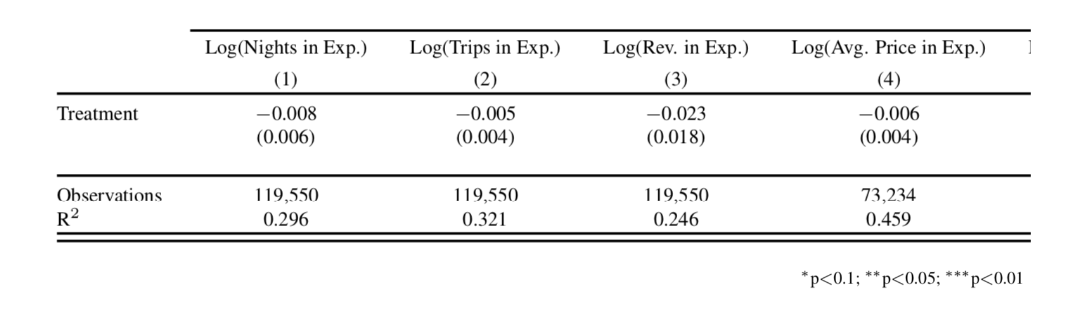 Log(Nights in Exp.) Log(Trips in Exp.) Log(Rev. in Exp.) Log(Avg. Price in Exp.)
(1) (2) (3) (4)
Treatment −0.008 −0.005 −0.023 −0.006
(0.006) (0.004) (0.018) (0.004)
Observations 119,550 119,550 119,550 73,234
R² 0.296 0.321 0.246 0.459
*p<0.1; **p<0.05; ***p<0.01